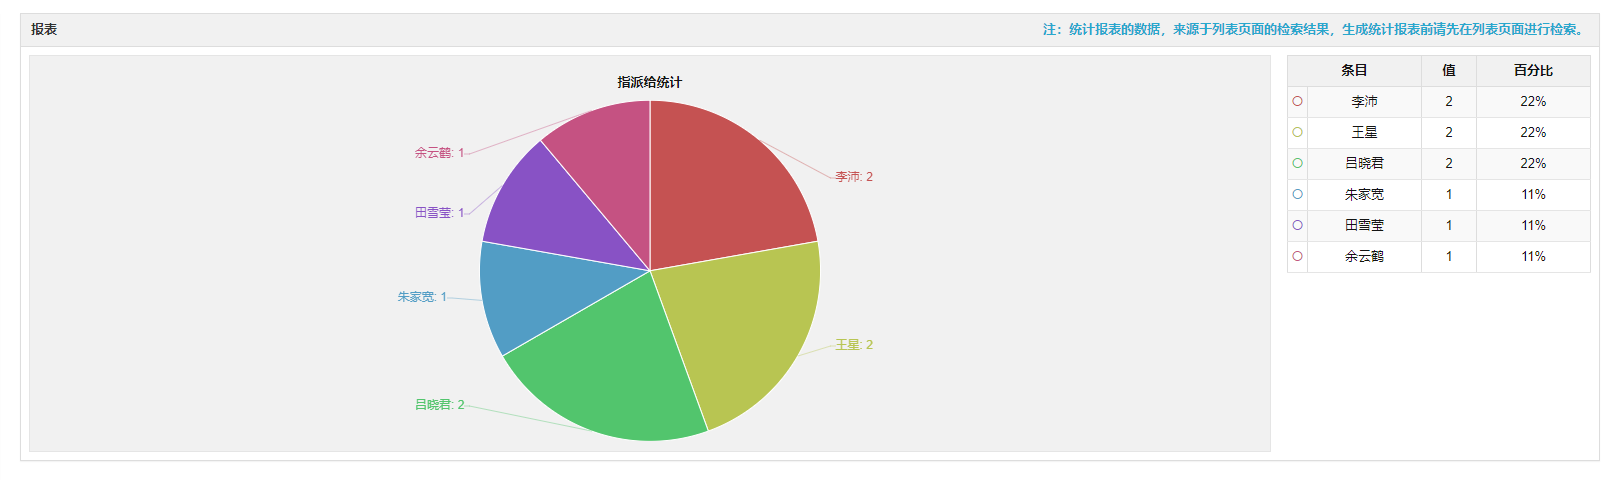 报表
注：统计报表的数据，来源于列表页面的检索结果，生成统计报表前请先在列表页面进行检索。
指派给统计
余云鹤: 1
李沛: 2
田雪莹: 1
朱家宽: 1
王星: 2
吕晓君: 2
条目 值 百分比
李沛 2 22%
王星 2 22%
吕晓君 2 22%
朱家宽 1 11%
田雪莹 1 11%
余云鹤 1 11%